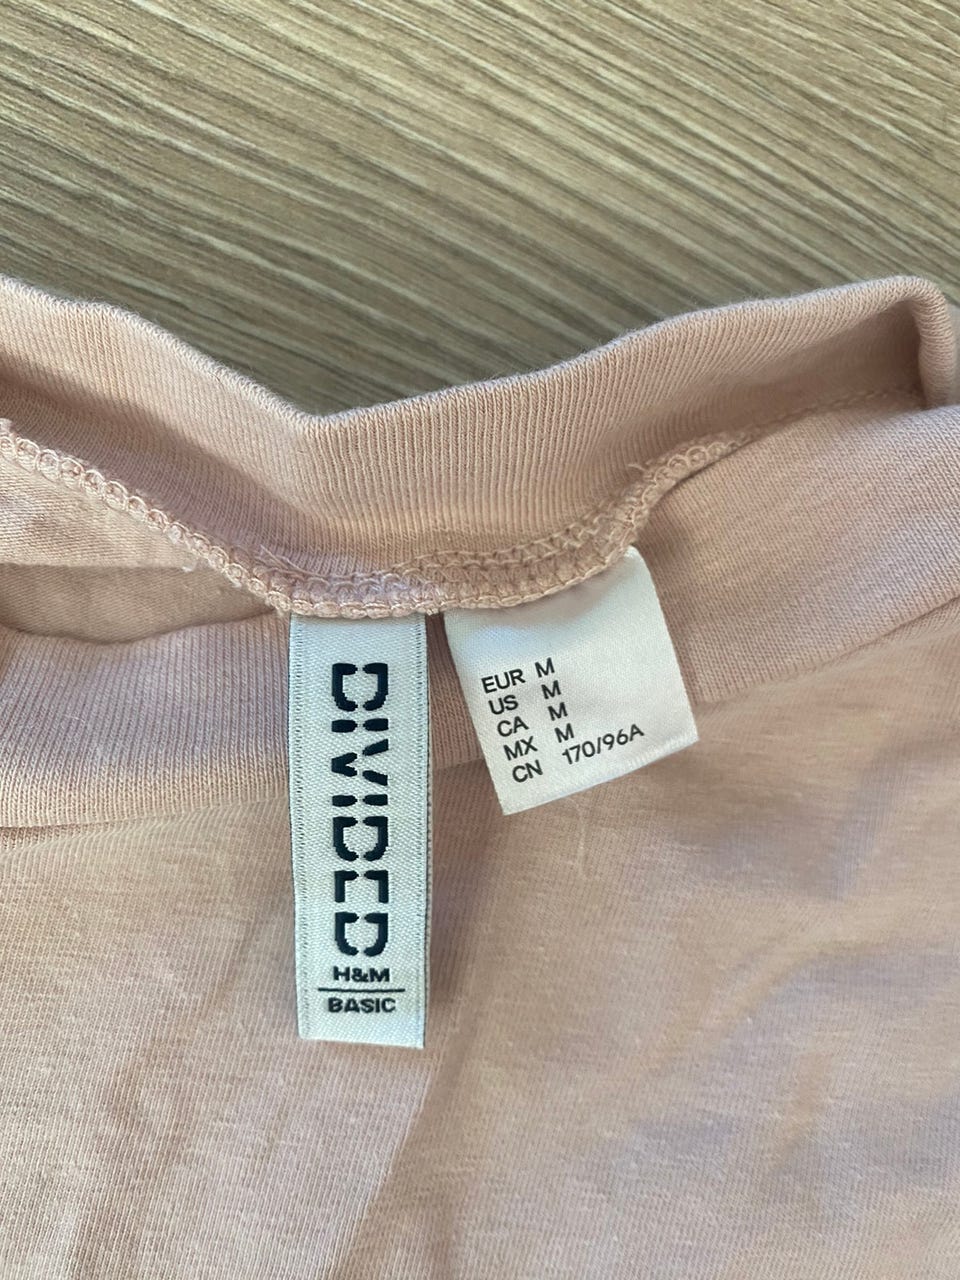 DIVIDED
H&M
BASIC
EUR M
US M
CA M
MX M
CN 170/96A